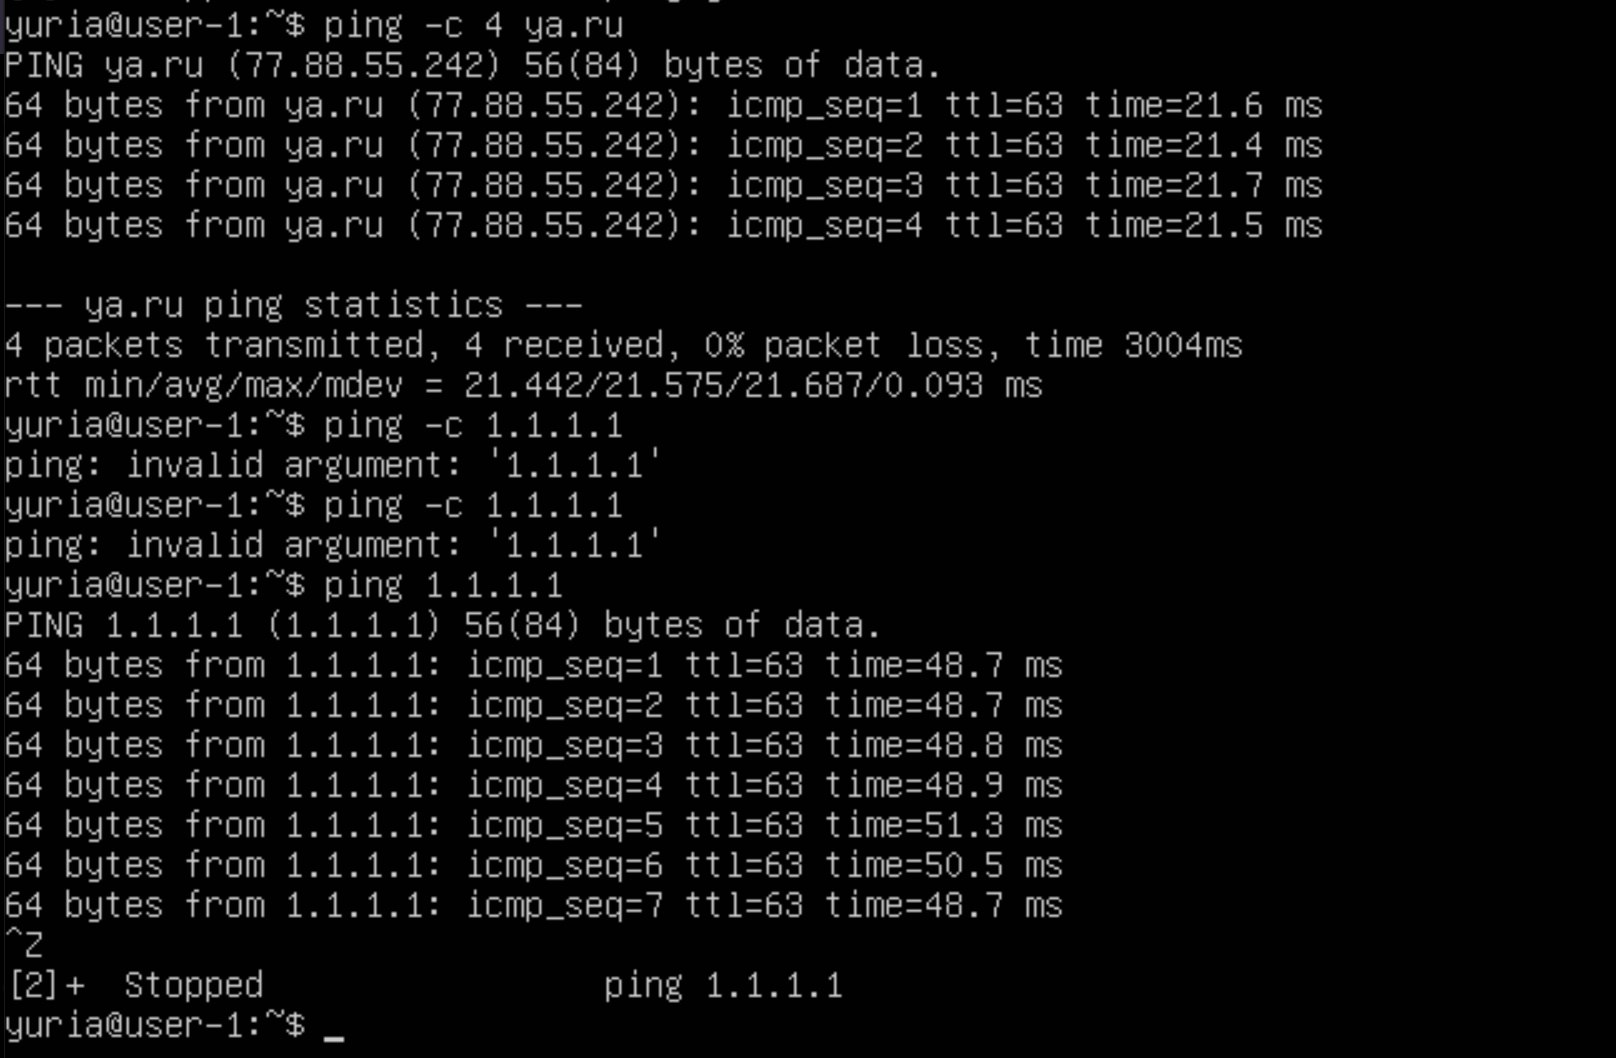 yuria@user-1:~$ ping -c 4 ya.ru
PING ya.ru (77.88.55.242) 56(84) bytes of data.
64 bytes from ya.ru (77.88.55.242): icmp_seq=1 ttl=63 time=21.6 ms
64 bytes from ya.ru (77.88.55.242): icmp_seq=2 ttl=63 time=21.4 ms
64 bytes from ya.ru (77.88.55.242): icmp_seq=3 ttl=63 time=21.7 ms
64 bytes from ya.ru (77.88.55.242): icmp_seq=4 ttl=63 time=21.5 ms

--- ya.ru ping statistics ---
4 packets transmitted, 4 received, 0% packet loss, time 3004ms
rtt min/avg/max/mdev = 21.442/21.575/21.687/0.093 ms
yuria@user-1:~$ ping -c 1.1.1.1
ping: invalid argument: '1.1.1.1'
yuria@user-1:~$ ping -c 1.1.1.1
ping: invalid argument: '1.1.1.1'
yuria@user-1:~$ ping 1.1.1.1
PING 1.1.1.1 (1.1.1.1) 56(84) bytes of data.
64 bytes from 1.1.1.1: icmp_seq=1 ttl=63 time=48.7 ms
64 bytes from 1.1.1.1: icmp_seq=2 ttl=63 time=48.7 ms
64 bytes from 1.1.1.1: icmp_seq=3 ttl=63 time=48.8 ms
64 bytes from 1.1.1.1: icmp_seq=4 ttl=63 time=48.9 ms
64 bytes from 1.1.1.1: icmp_seq=5 ttl=63 time=51.3 ms
64 bytes from 1.1.1.1: icmp_seq=6 ttl=63 time=50.5 ms
64 bytes from 1.1.1.1: icmp_seq=7 ttl=63 time=48.7 ms
^Z
[2]+  Stopped                 ping 1.1.1.1
yuria@user-1:~$ _